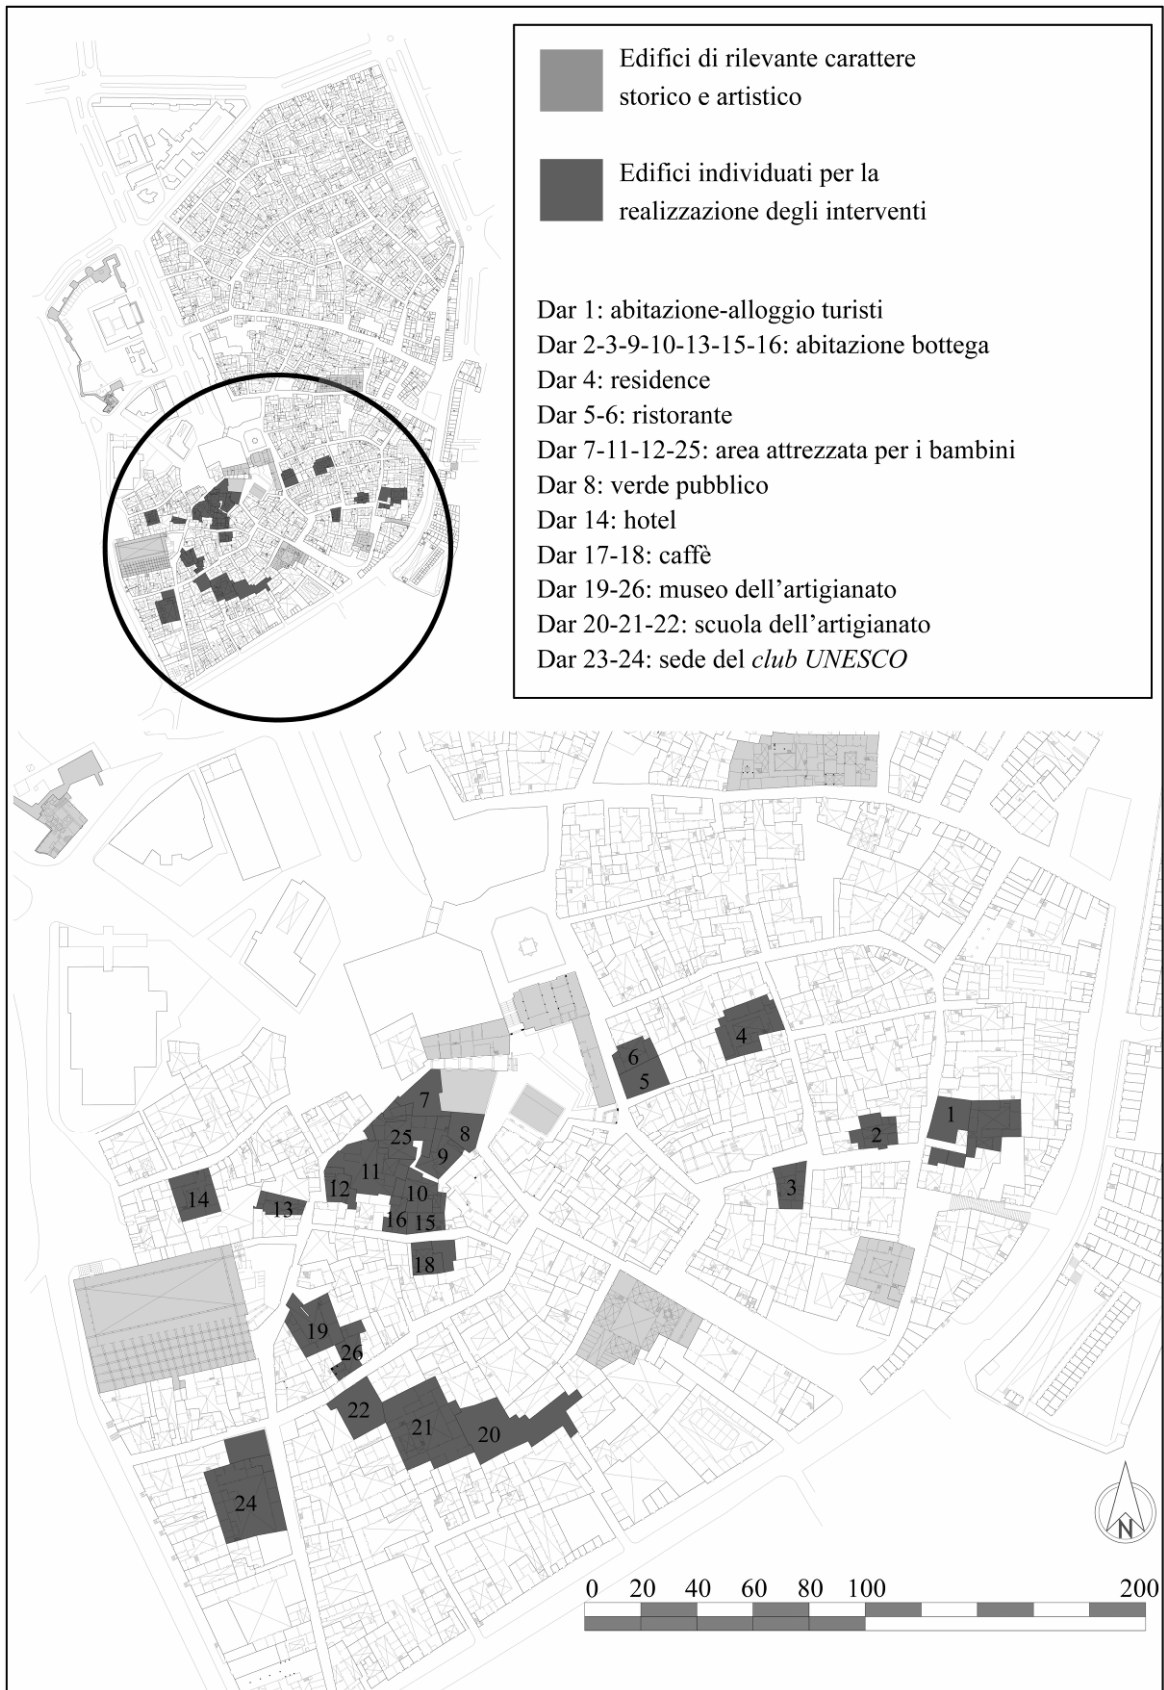 Edifici di rilevante carattere
storico e artistico
Edifici individuati per la
realizzazione degli interventi
Dar 1: abitazione-alloggio turisti
Dar 2-3-9-10-13-15-16: abitazione bottega
Dar 4: residence
Dar 5-6: ristorante
Dar 7-11-12-25: area attrezzata per i bambini
Dar 8: verde pubblico
Dar 14: hotel
Dar 17-18: caffè
Dar 19-26: museo dell'artigianato
Dar 20-21-22: scuola dell'artigianato
Dar 23-24: sede del club UNESCO
4
6
5
7
1
8
25
2
9
11
12
10
3
14
13
16
15
18
19
26
22
21
20
24
N
0 20 40 60 80 100 200